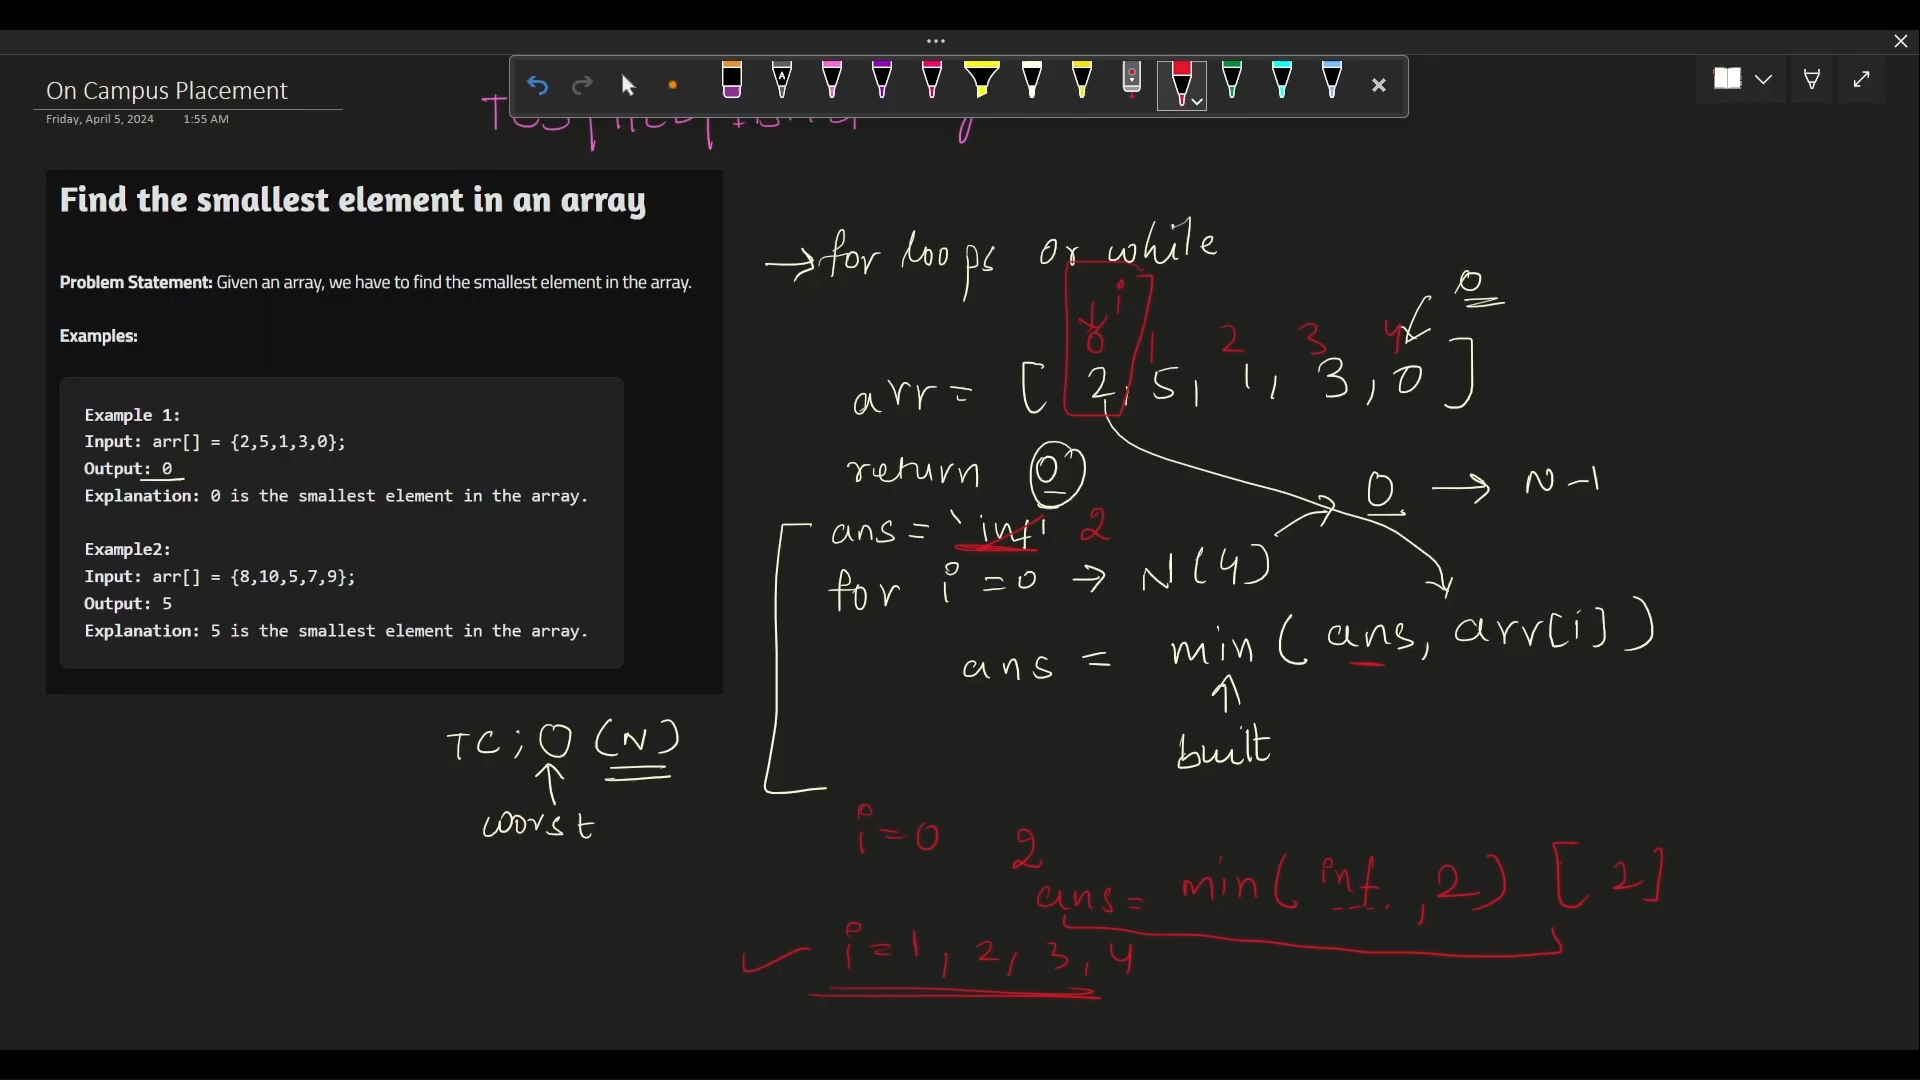 On Campus Placement
Friday, April 5, 2024 1:55 AM
Find the smallest element in an array
Problem Statement: Given an array, we have to find the smallest element in the array.
Examples:
Example 1:
Input: arr[] = {2,5,1,3,0};
Output: 0
Explanation: 0 is the smallest element in the array.
Example2:
Input: arr[] = {8,10,5,7,9};
Output: 5
Explanation: 5 is the smallest element in the array.
TC; O (N)
worst
→ for loops or while
i
0
0 1 2 3 4
arr = [ 2, 5, 1, 3, 0 ]
return 0
0 → N-1
ans = 'inf' 2
for i = 0 → N(4)
ans = min ( ans, arr[i] )
built
i = 0 2
ans = min( inf, 2) [ 2 ]
i = 1, 2, 3, 4